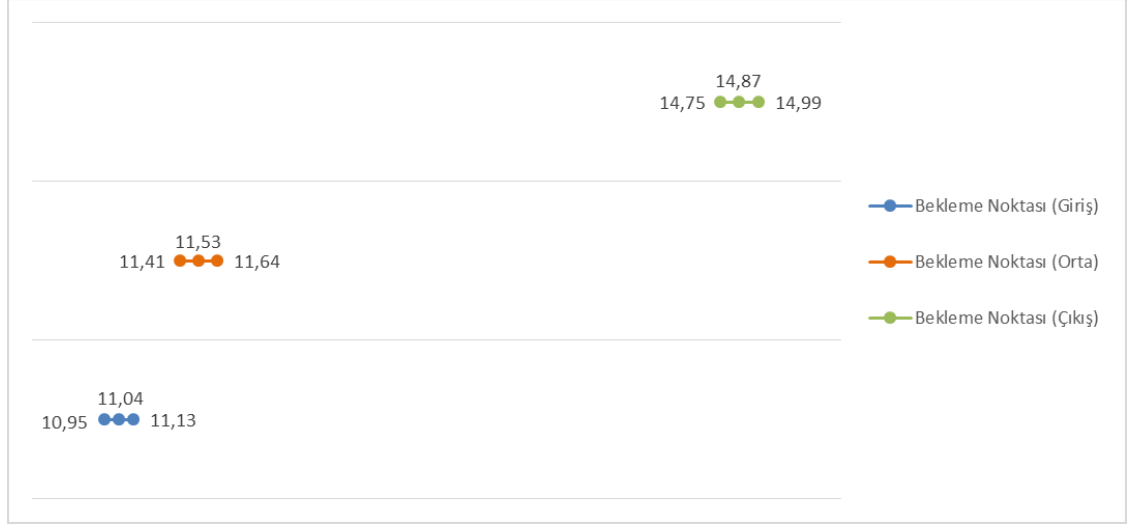 14,87
14,75 14,99
Bekleme Noktası (Giriş)
11,53
11,41 11,64
Bekleme Noktası (Orta)
Bekleme Noktası (Çıkış)
11,04
10,95 11,13